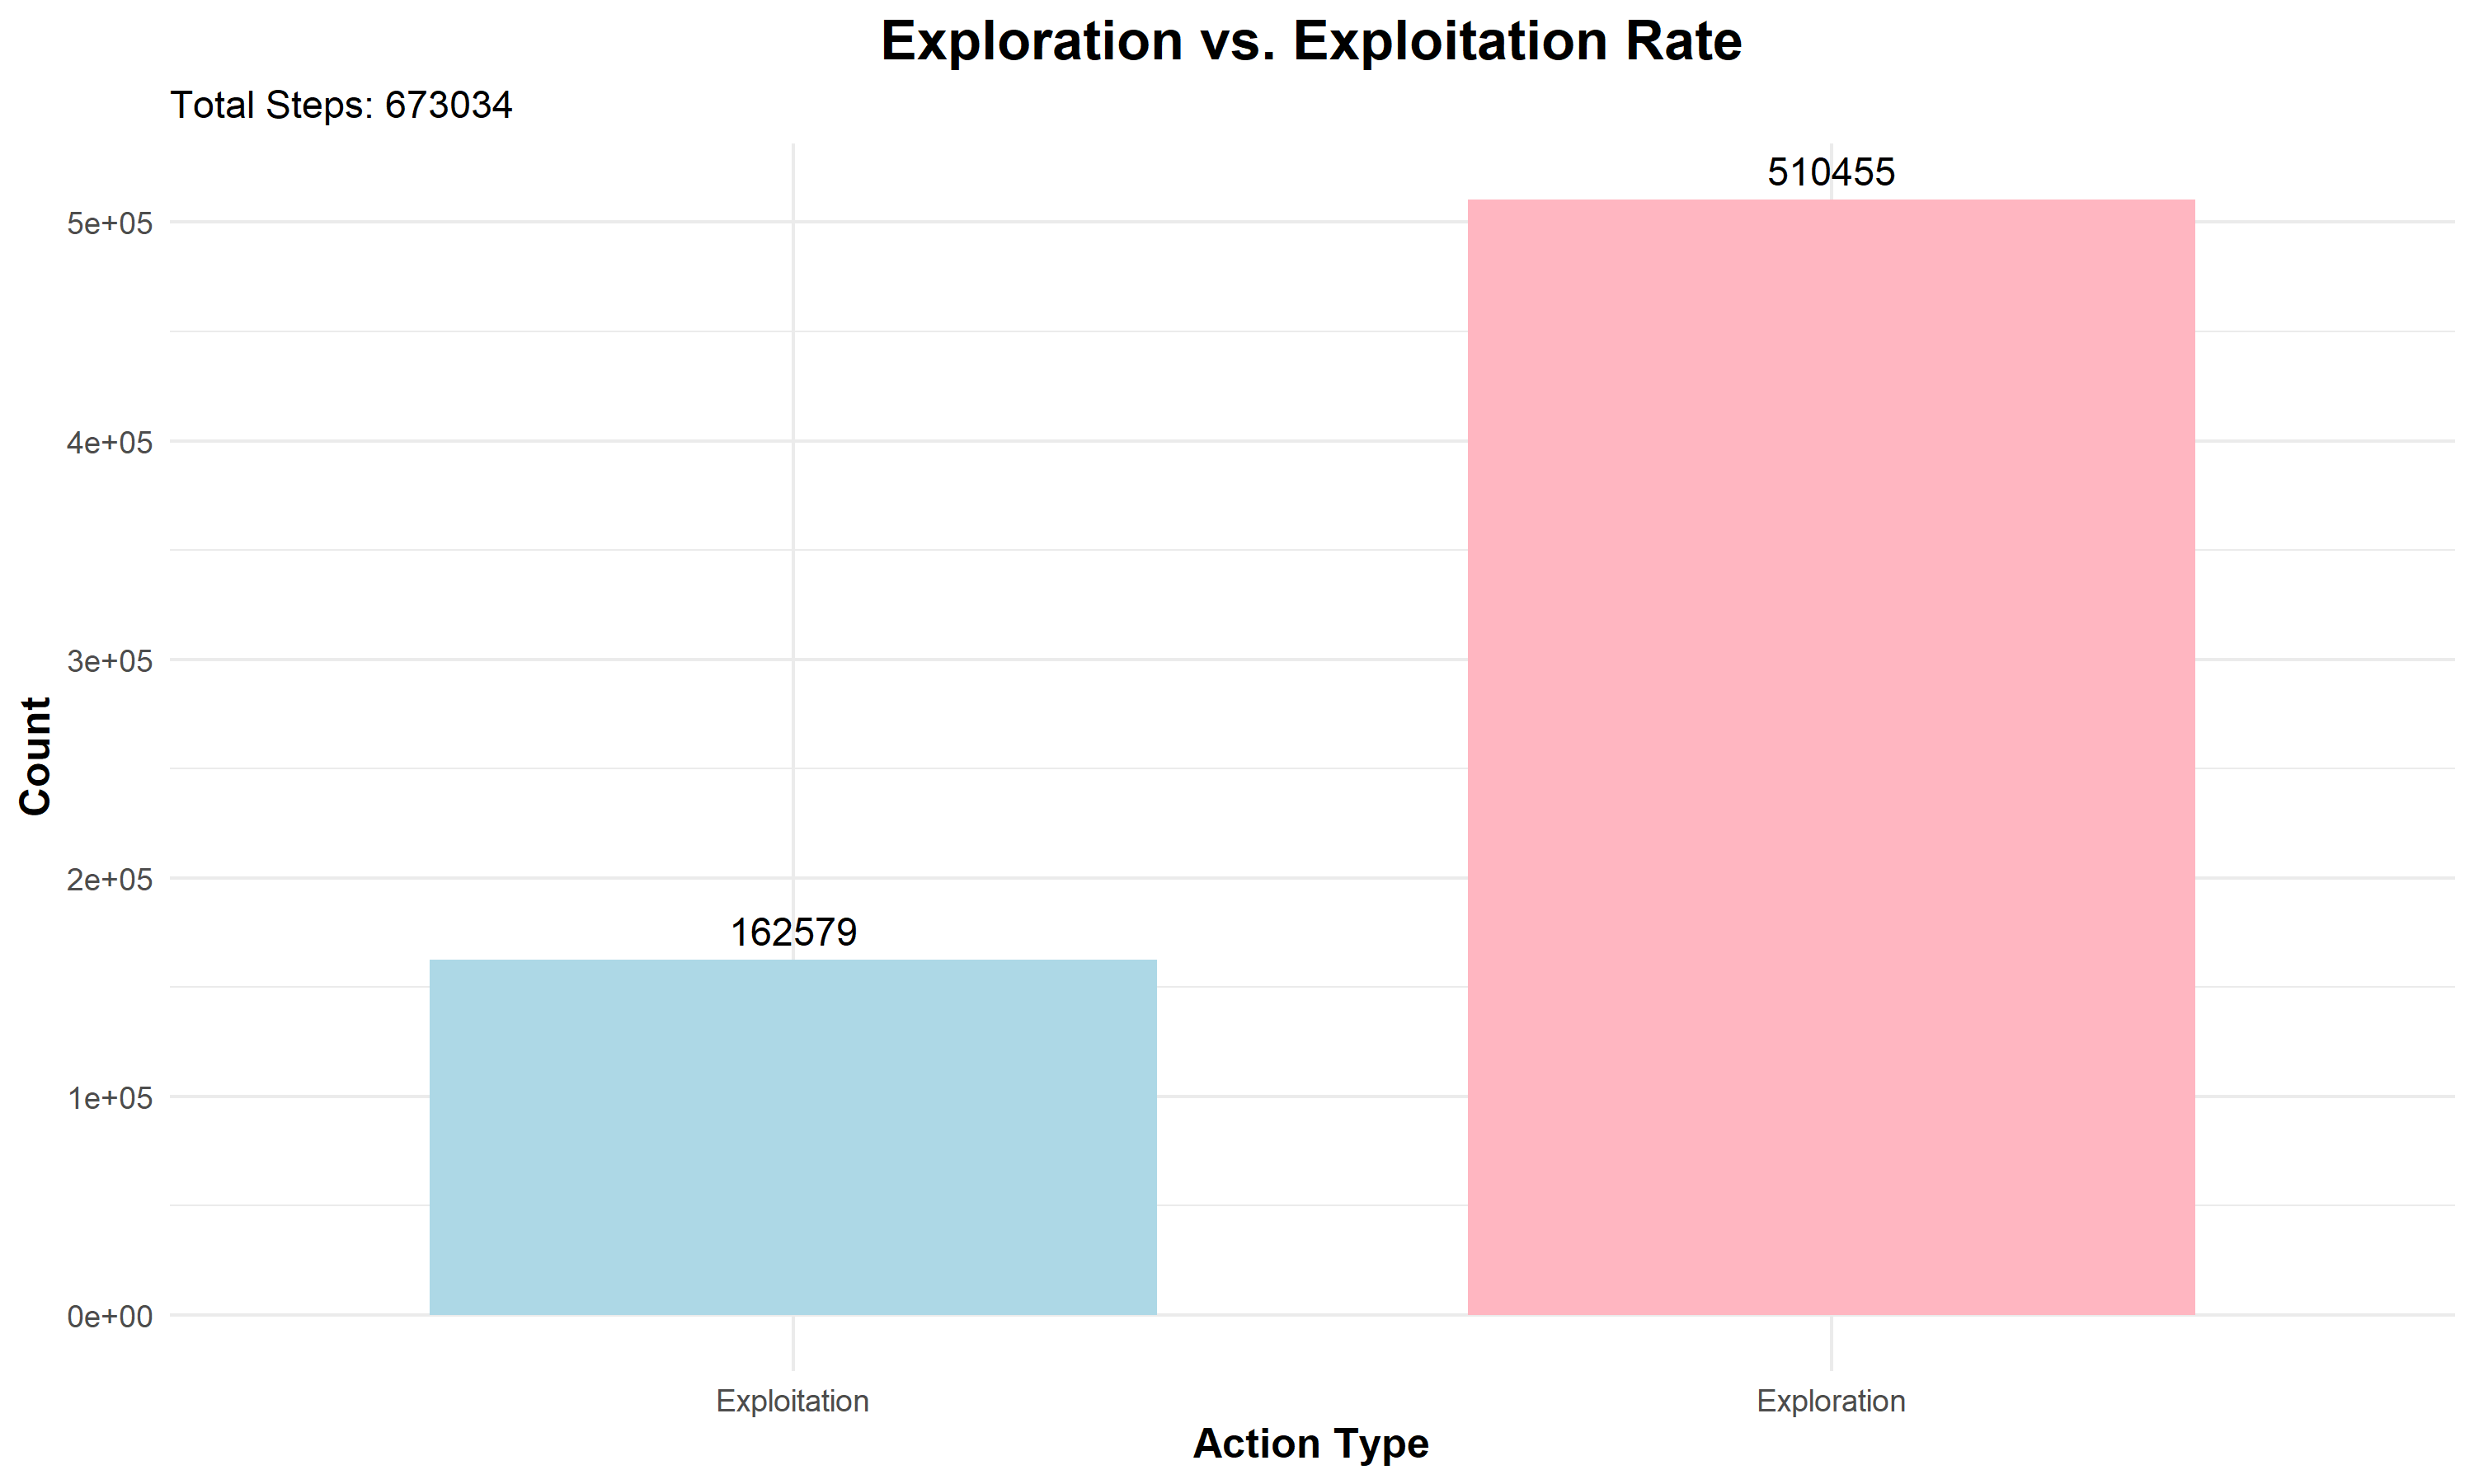 Exploration vs. Exploitation Rate
Total Steps: 673034
510455
5e+05
4e+05
3e+05
Count
2e+05
162579
1e+05
0e+00
Exploitation
Exploration
Action Type